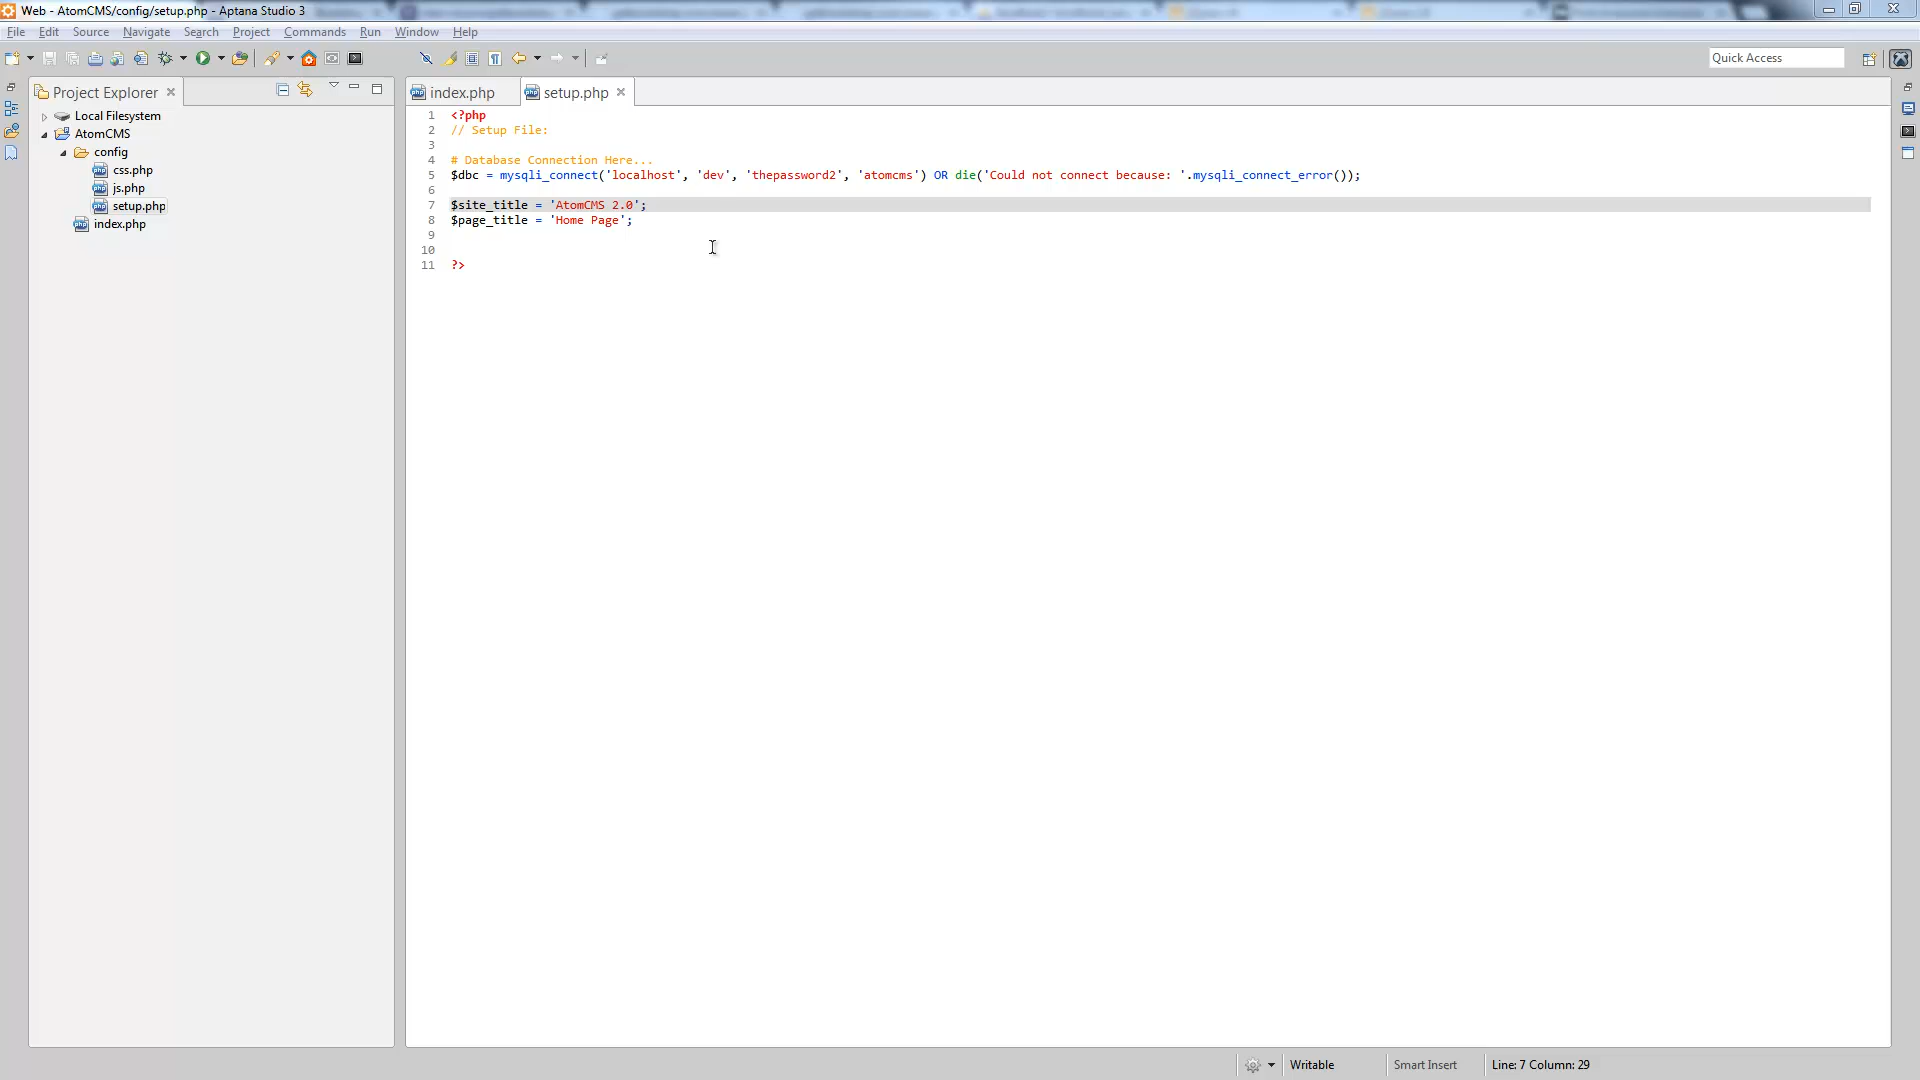 Web - AtomCMS/config/setup.php - Aptana Studio 3
File Edit Source Navigate Search Project Commands Run Window Help
Quick Access
Project Explorer
Local Filesystem
AtomCMS
config
css.php
js.php
setup.php
index.php
index.php setup.php
1 <?php
2 // Setup File:
3
4 # Database Connection Here...
5 $dbc = mysqli_connect('localhost', 'dev', 'thepassword2', 'atomcms') OR die('Could not connect because: '.mysqli_connect_error());
6
7 $site_title = 'AtomCMS 2.0';
8 $page_title = 'Home Page';
9
10
11 ?>
Writable Smart Insert Line: 7 Column: 29